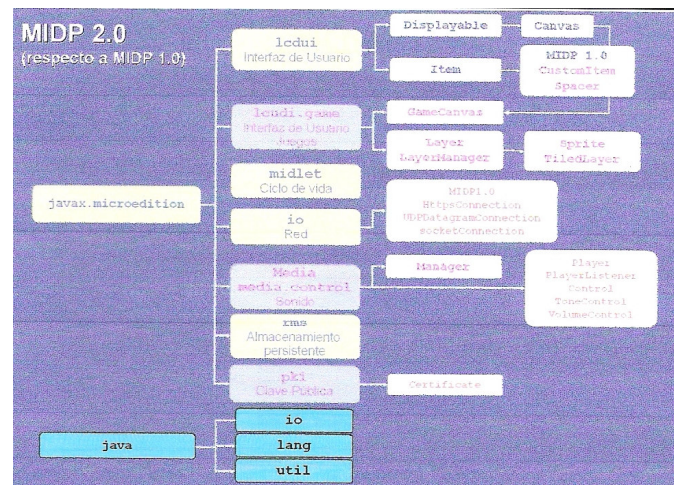 MIDP 2.0
(respecto a MIDP 1.0)
javax.microedition
lcdui
Interfaz de Usuario
Displayable
Canvas
Item
MIDP 1.0
CustomItem
Spacer
lcudi.game
Interfaz de Usuario
Juegos
GameCanvas
Layer
LayerManager
Sprite
TiledLayer
midlet
Ciclo de vida
io
Red
MIDP1.0
HttpsConnection
UDPDatagramConnection
socketConnection
Media
media.control
Sonido
Manager
Player
PlayerListener
Control
ToneControl
VolumeControl
rms
Almacenamiento
persistente
pki
Clave Pública
Certificate
java
io
lang
util